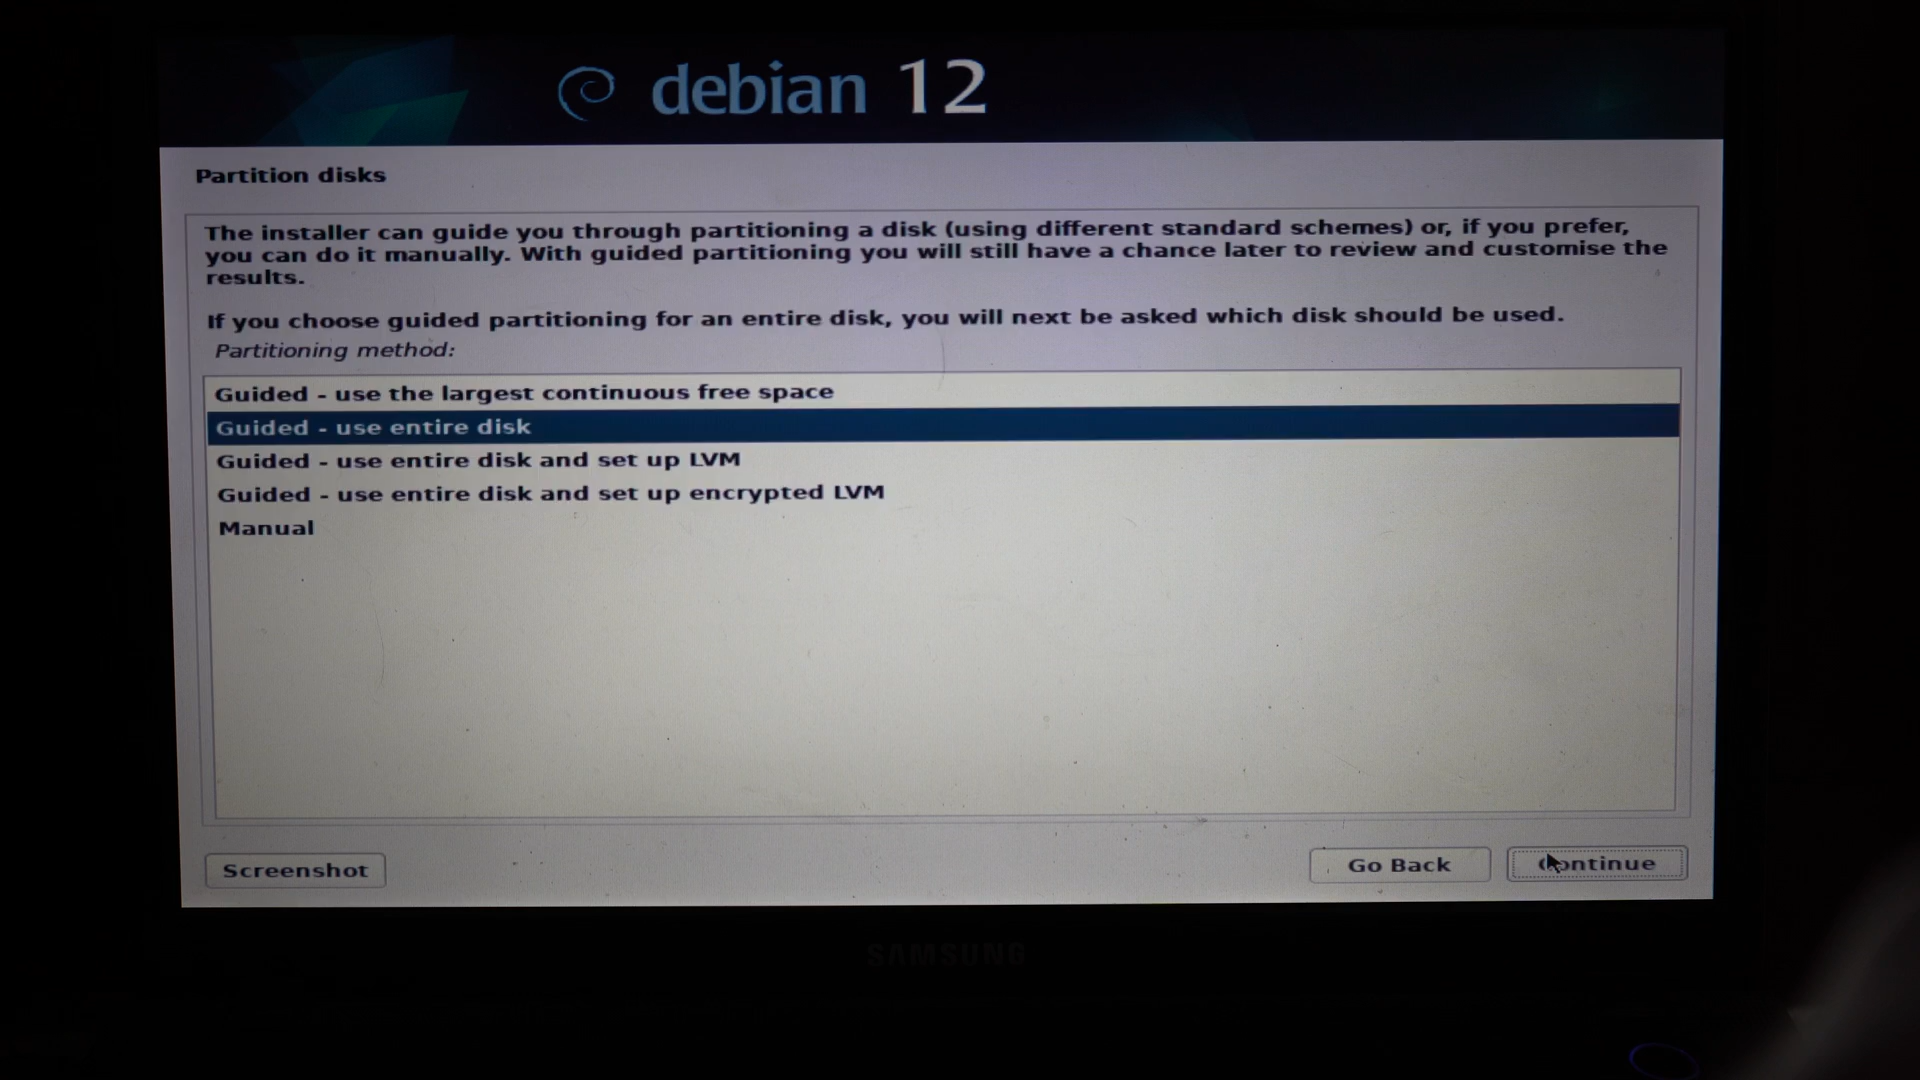 debian 12
Partition disks
The installer can guide you through partitioning a disk (using different standard schemes) or, if you prefer,
you can do it manually. With guided partitioning you will still have a chance later to review and customise the
results.
If you choose guided partitioning for an entire disk, you will next be asked which disk should be used.
Partitioning method:
Guided - use the largest continuous free space
Guided - use entire disk
Guided - use entire disk and set up LVM
Guided - use entire disk and set up encrypted LVM
Manual
Screenshot
Go Back
Continue
SAMSUNG